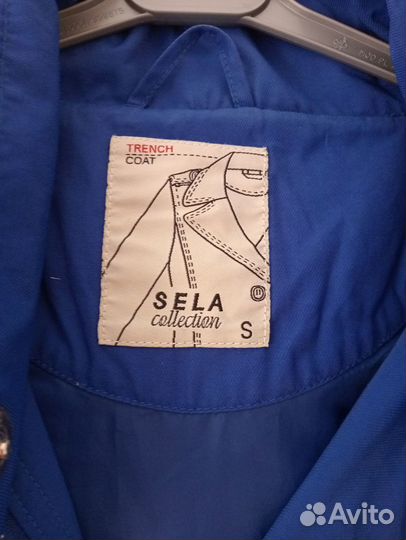 TRENCH
COAT
SELA
collection
S
Avito